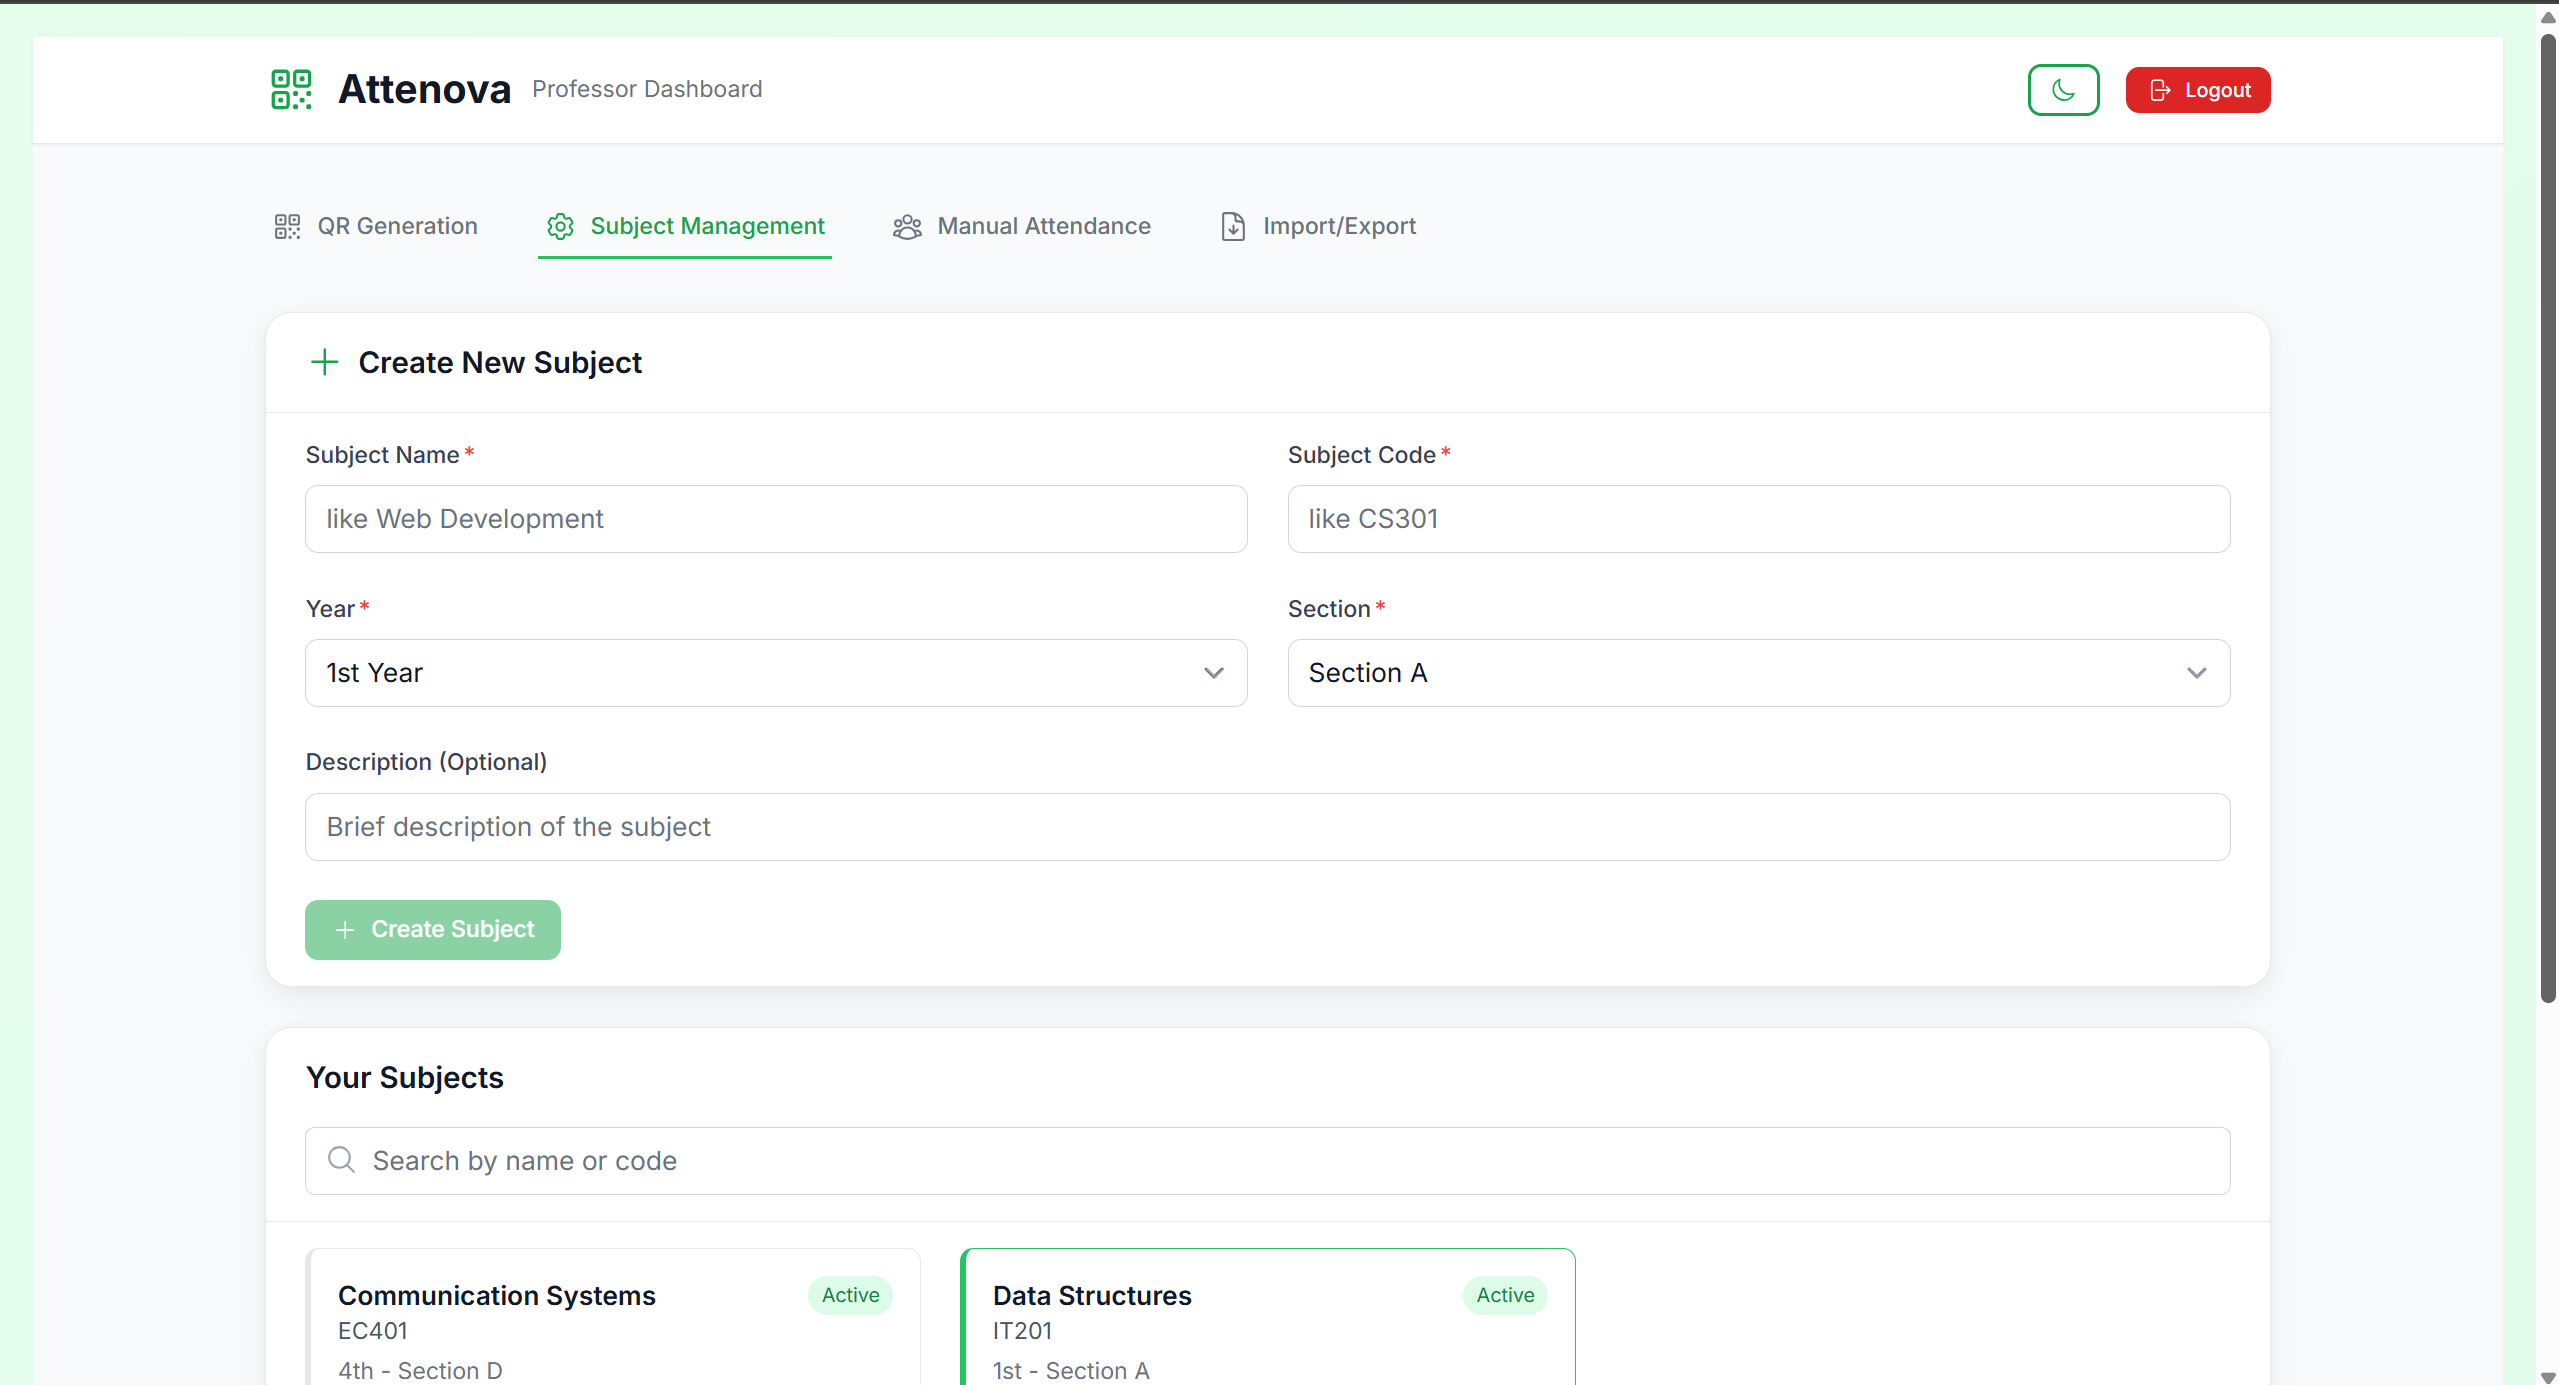 Attenova Professor Dashboard Logout
QR Generation Subject Management Manual Attendance Import/Export
Create New Subject
Subject Name* Subject Code*
like Web Development like CS301
Year* Section*
1st Year Section A
Description (Optional)
Brief description of the subject
Create Subject
Your Subjects
Search by name or code
Communication Systems Active Data Structures Active
EC401 IT201
4th - Section D 1st - Section A